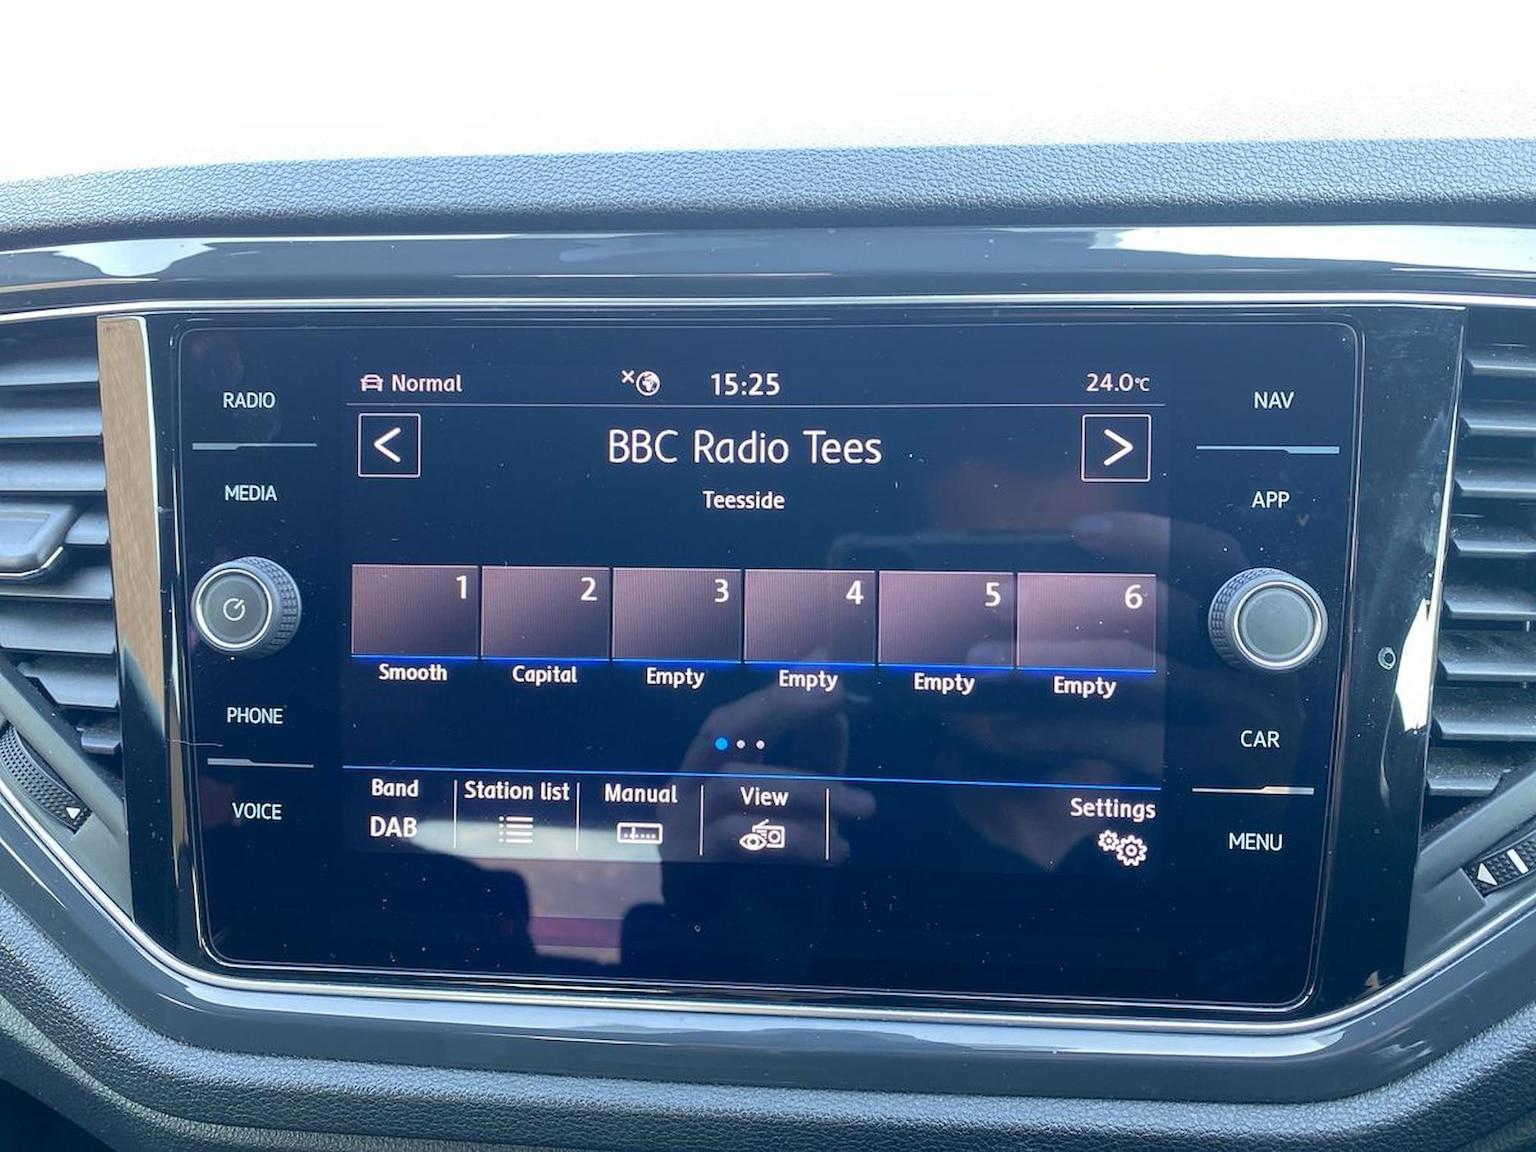 Normal 15:25 24.0°C
RADIO
NAV
< BBC Radio Tees >
MEDIA
Teesside
APP
1 2 3 4 5 6
Smooth Capital Empty Empty Empty Empty
PHONE
CAR
Band Station list Manual View Settings
VOICE
DAB
MENU